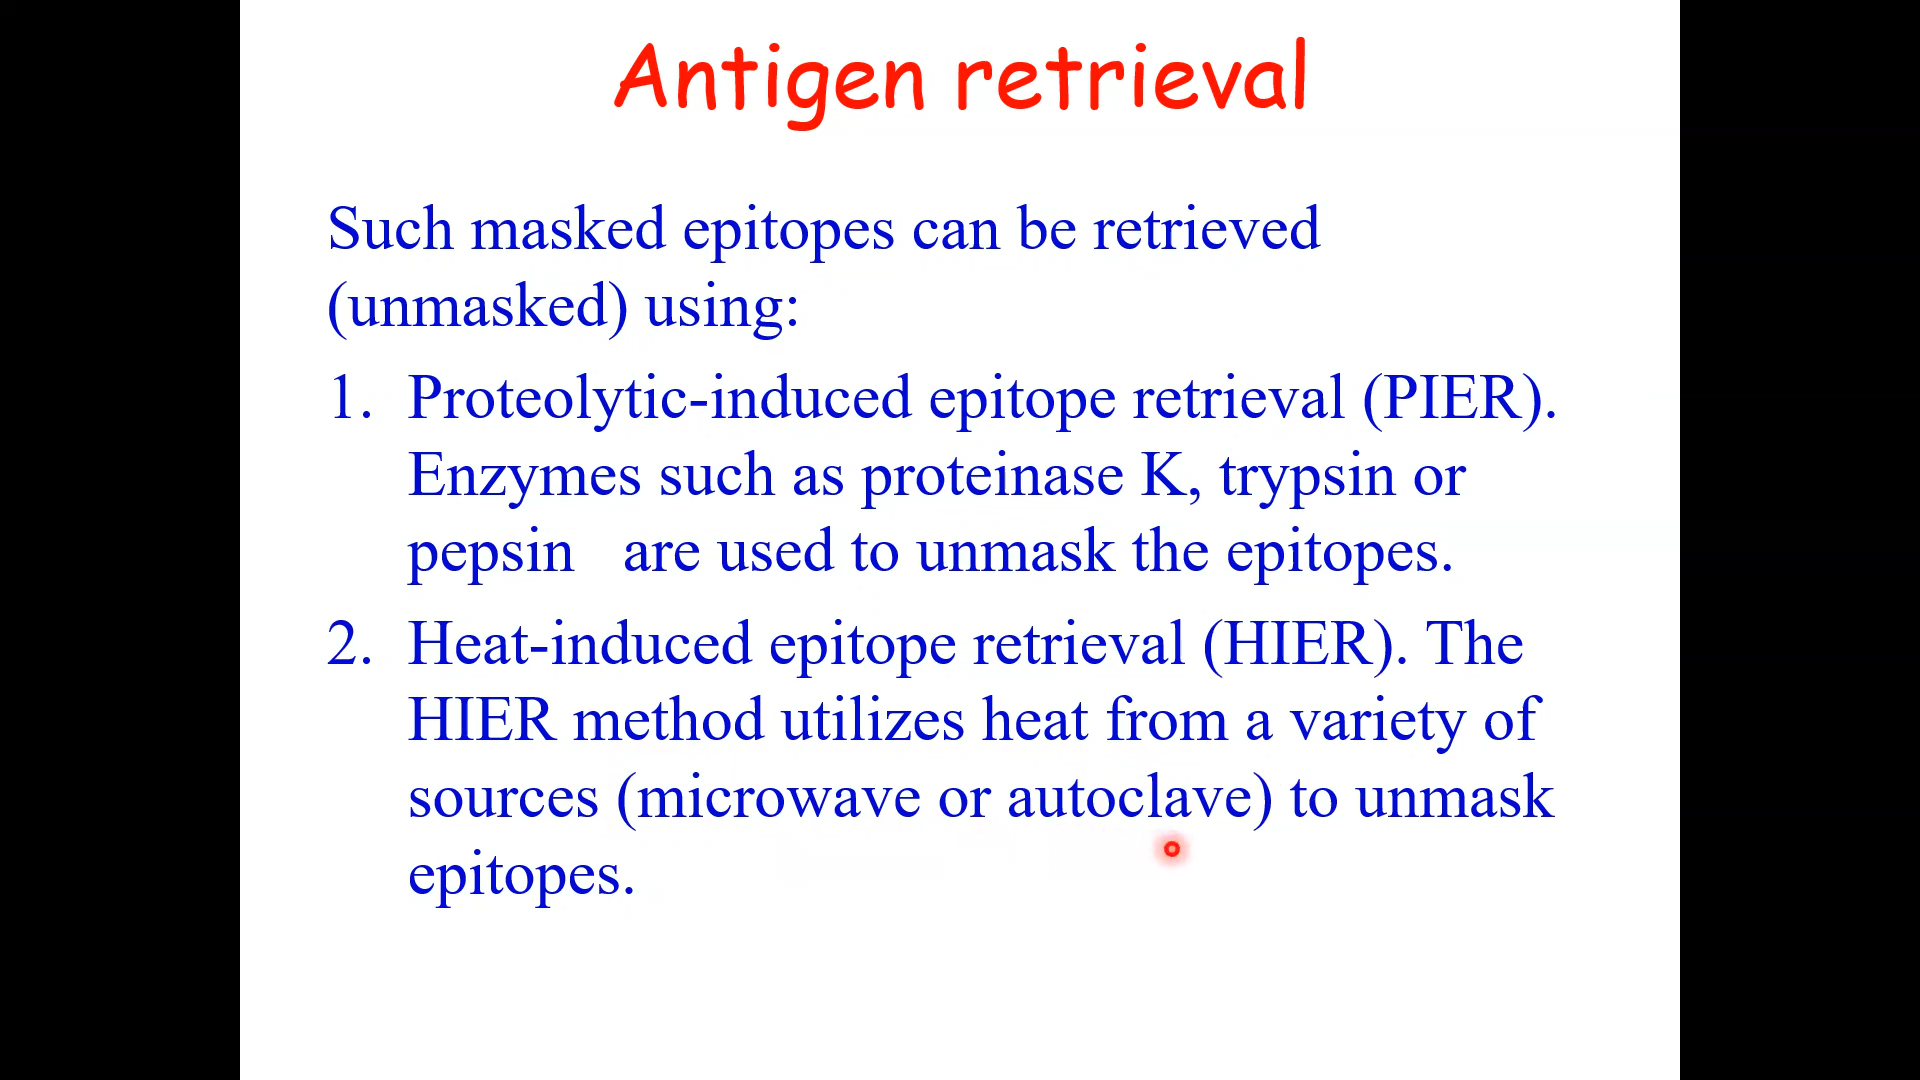 Antigen retrieval
Such masked epitopes can be retrieved
(unmasked) using:
1. Proteolytic-induced epitope retrieval (PIER).
Enzymes such as proteinase K, trypsin or
pepsin   are used to unmask the epitopes.
2. Heat-induced epitope retrieval (HIER). The
HIER method utilizes heat from a variety of
sources (microwave or autoclave) to unmask
epitopes.